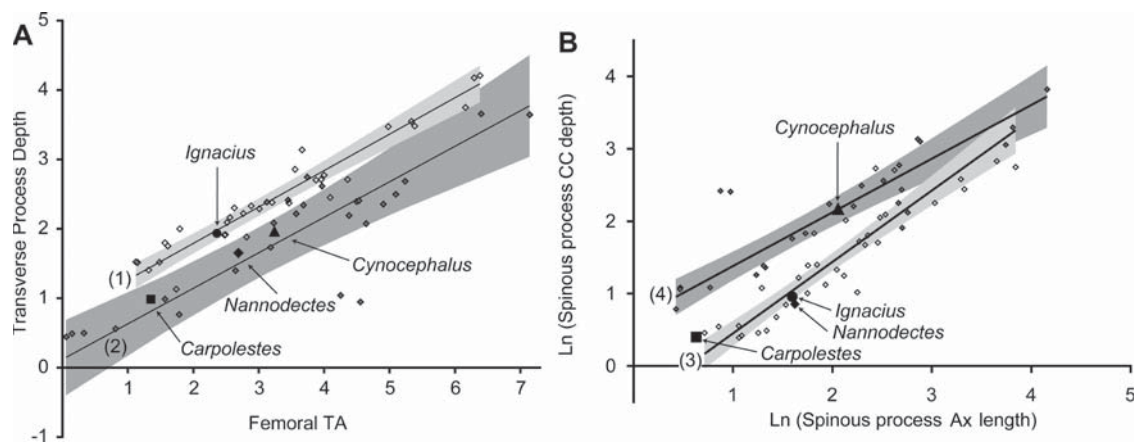 A
Transverse Process Depth
5
4
3
2
1
0
-1
Ignacius
(1)
(2)
Cynocephalus
Nannodectes
Carpolestes
1 2 3 4 5 6 7
Femoral TA
B
Ln (Spinous process CC depth)
4
3
2
1
0
Cynocephalus
(4)
Ignacius
Nannodectes
(3)
Carpolestes
1 2 3 4 5
Ln (Spinous process Ax length)